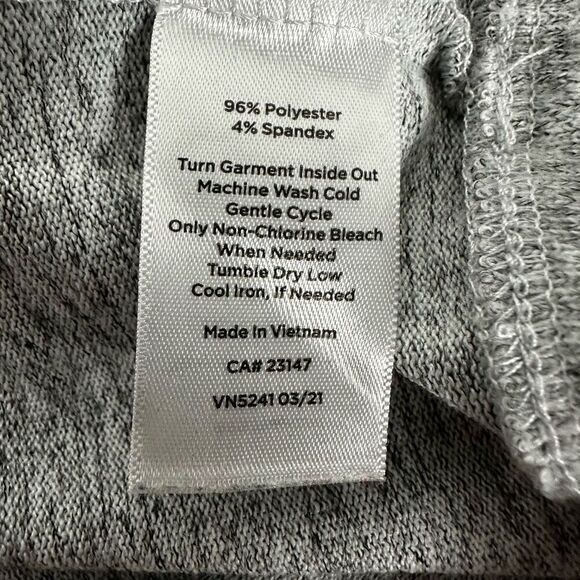 96% Polyester
4% Spandex
Turn Garment Inside Out
Machine Wash Cold
Gentle Cycle
Only Non-Chlorine Bleach
When Needed
Tumble Dry Low
Cool Iron, If Needed
Made In Vietnam
CA# 23147
VN5241 03/21